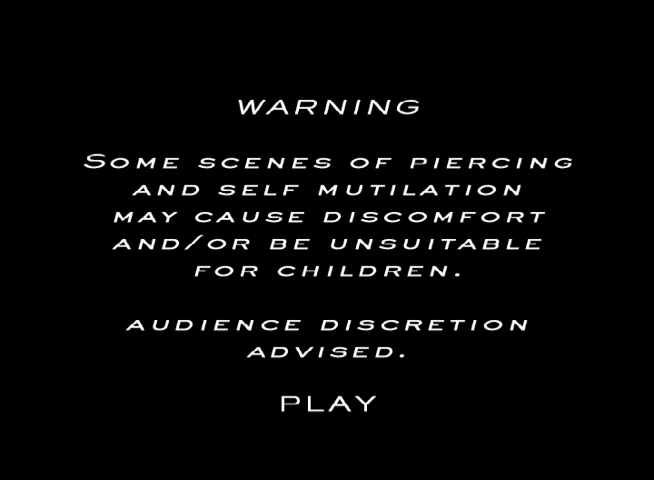 WARNING
SOME SCENES OF PIERCING
AND SELF MUTILATION
MAY CAUSE DISCOMFORT
AND/OR BE UNSUITABLE
FOR CHILDREN.
AUDIENCE DISCRETION
ADVISED.
PLAY